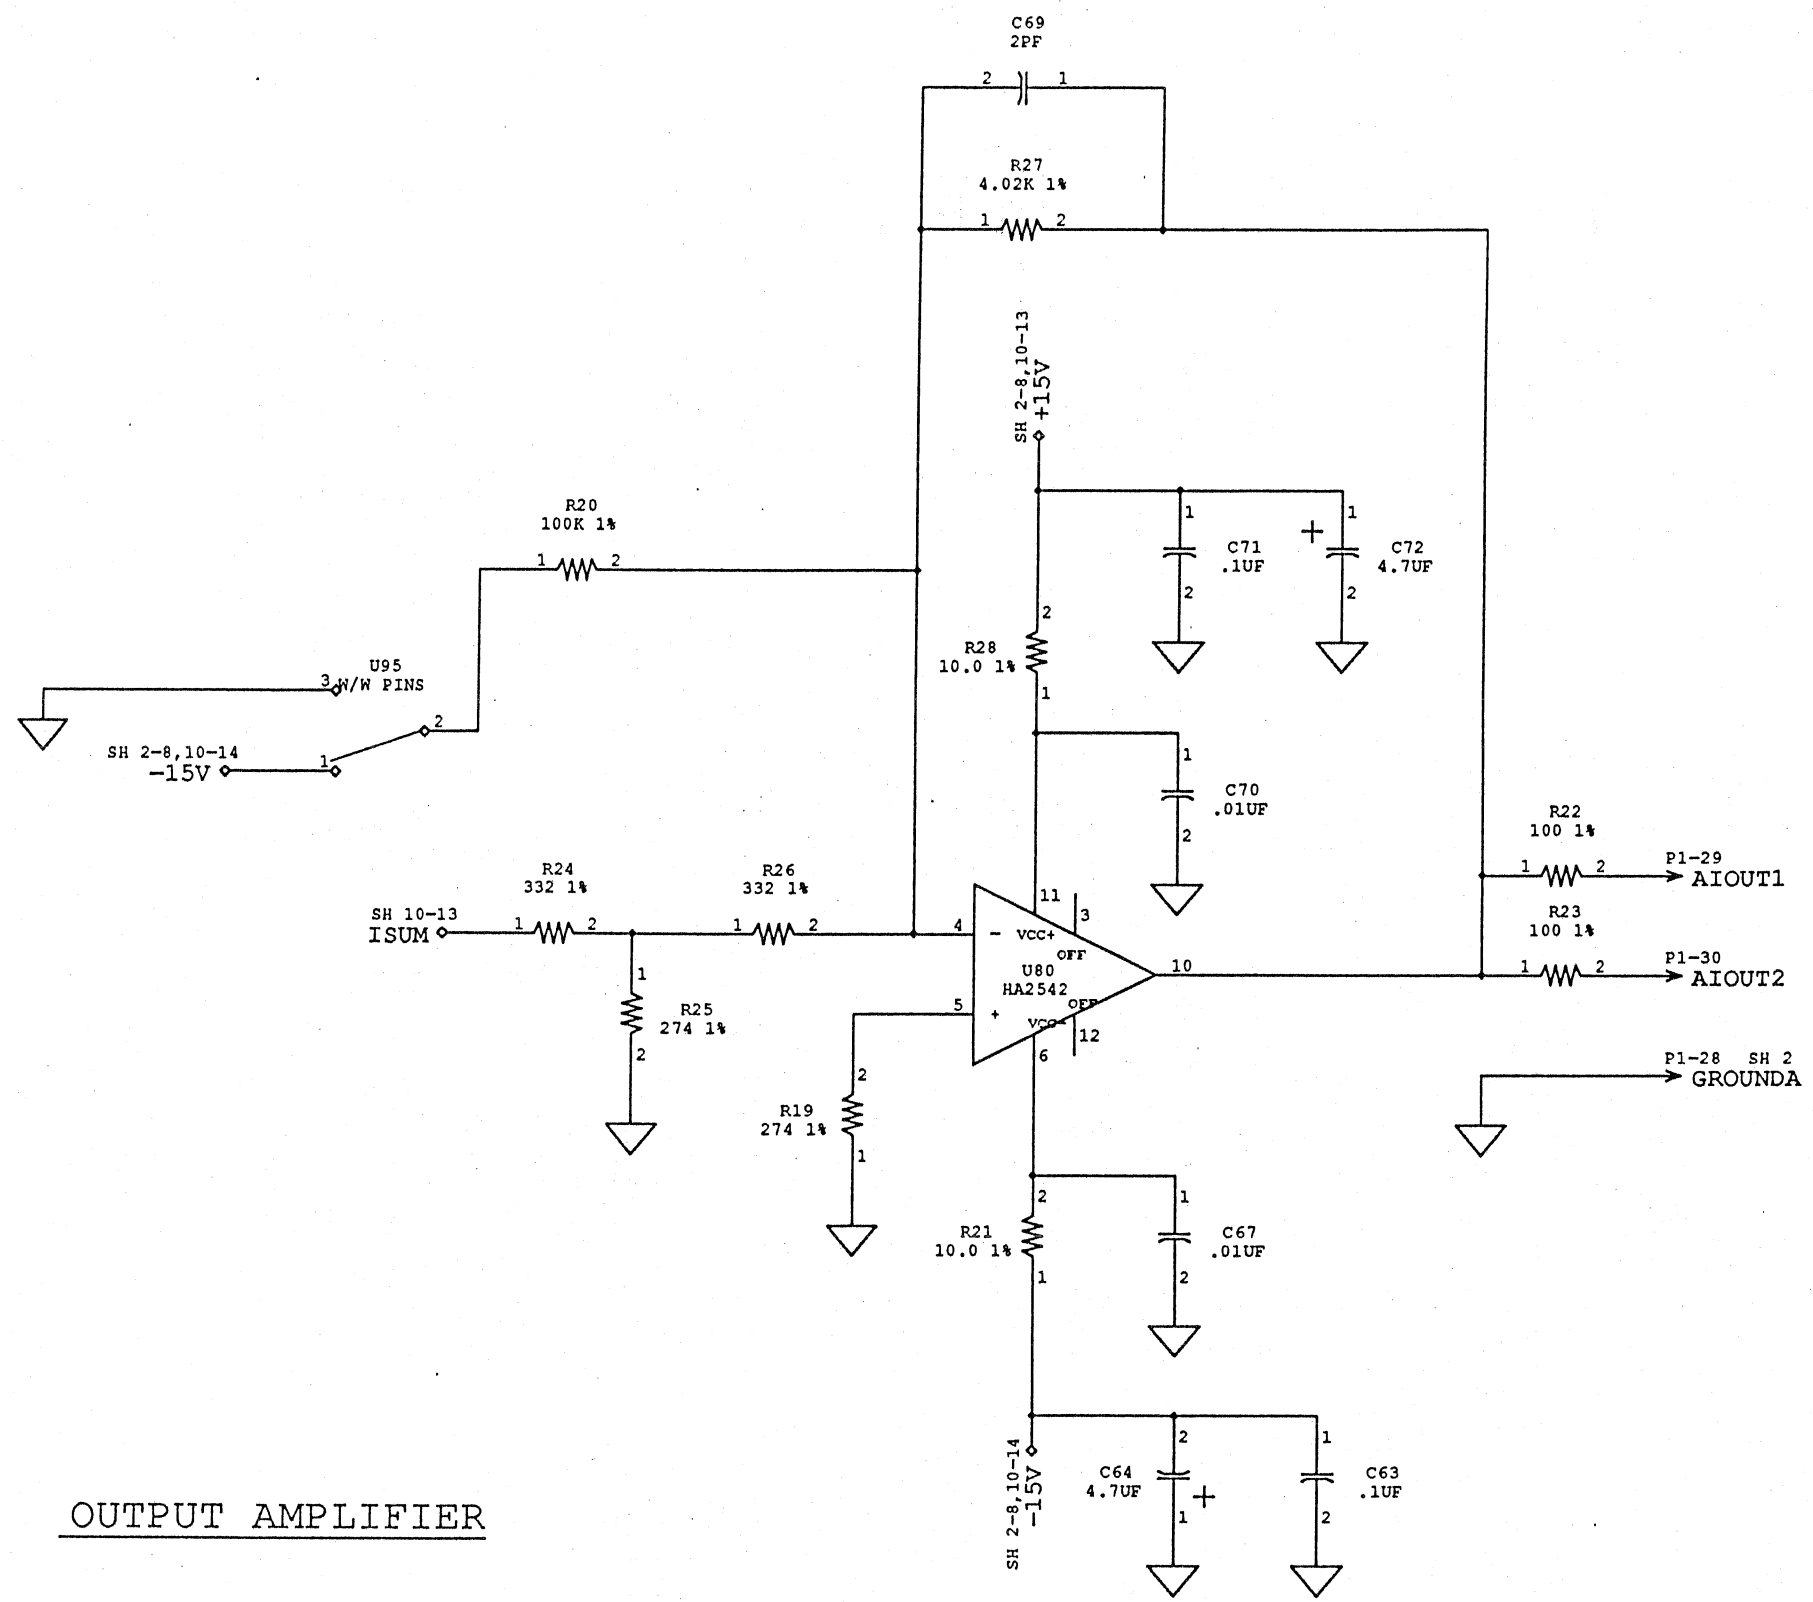 C69
2PF
2 1
R27
4.02K 1%
1 2
SH 2-8,10-13
+15V
R20
100K 1%
1 2
1
C71
.1UF
2
+
1
C72
4.7UF
2
2
R28
10.0 1%
1
U95
W/W PINS
3
2
SH 2-8,10-14
-15V
1
1
C70
.01UF
2
R22
100 1%
1 2
P1-29
AIOUT1
R24
332 1%
R26
332 1%
SH 10-13
ISUM
1 2
1 2
4
-
11
VCC+
3
OFF
U80
HA2542
OFF
10
R23
100 1%
1 2
P1-30
AIOUT2
1
R25
274 1%
2
5
+
VCC-
12
6
P1-28 SH 2
GROUNDA
2
R19
274 1%
1
2
R21
10.0 1%
1
1
C67
.01UF
2
SH 2-8,10-14
-15V
2
C64
4.7UF
+
1
1
C63
.1UF
2
OUTPUT AMPLIFIER